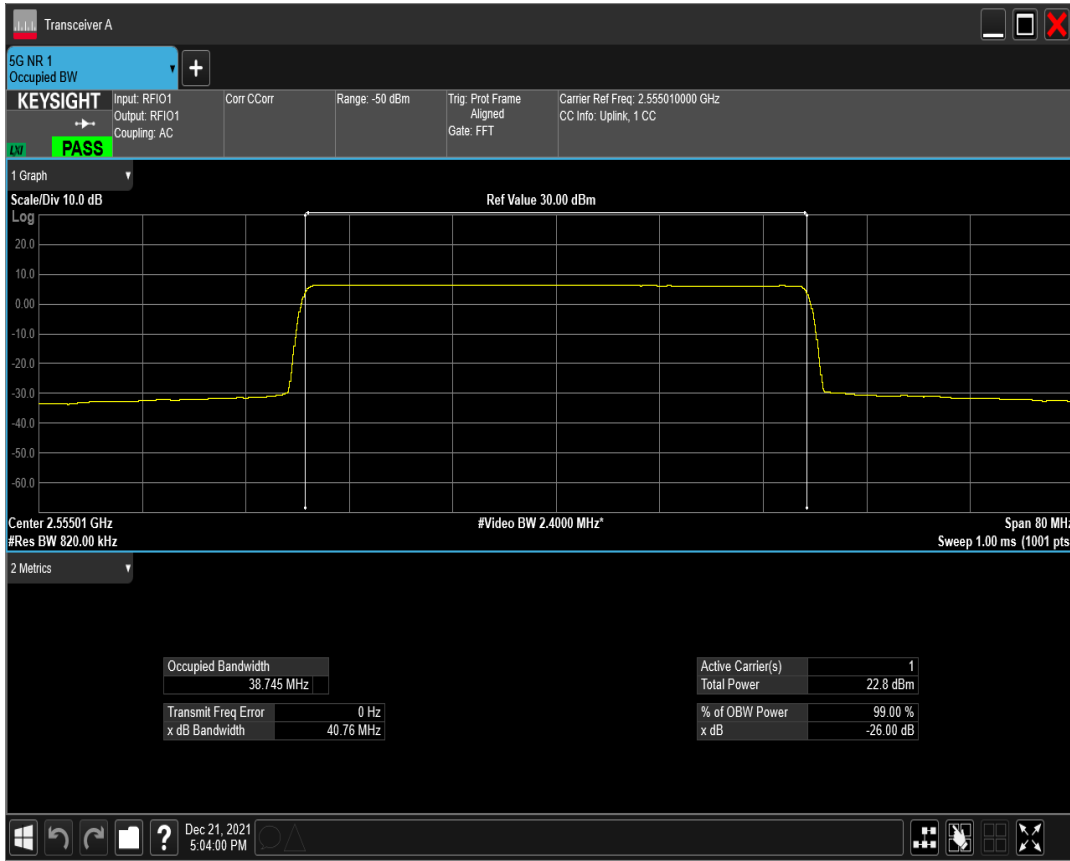 Transceiver A
5G NR 1
Occupied BW
KEYSIGHT
LXI
PASS
Input: RFIO1
Output: RFIO1
Coupling: AC
Corr CCorr
Range: -50 dBm
Trig: Prot Frame
Aligned
Gate: FFT
Carrier Ref Freq: 2.555010000 GHz
CC Info: Uplink, 1 CC
1 Graph
Scale/Div 10.0 dB
Ref Value 30.00 dBm
Log
20.0
10.0
0.00
-10.0
-20.0
-30.0
-40.0
-50.0
-60.0
Center 2.55501 GHz
#Video BW 2.4000 MHz*
Span 80 MHz
#Res BW 820.00 kHz
Sweep 1.00 ms (1001 pts
2 Metrics
Occupied Bandwidth
38.745 MHz
Transmit Freq Error 0 Hz
x dB Bandwidth 40.76 MHz
Active Carrier(s) 1
Total Power 22.8 dBm
% of OBW Power 99.00 %
x dB -26.00 dB
?
Dec 21, 2021
5:04:00 PM